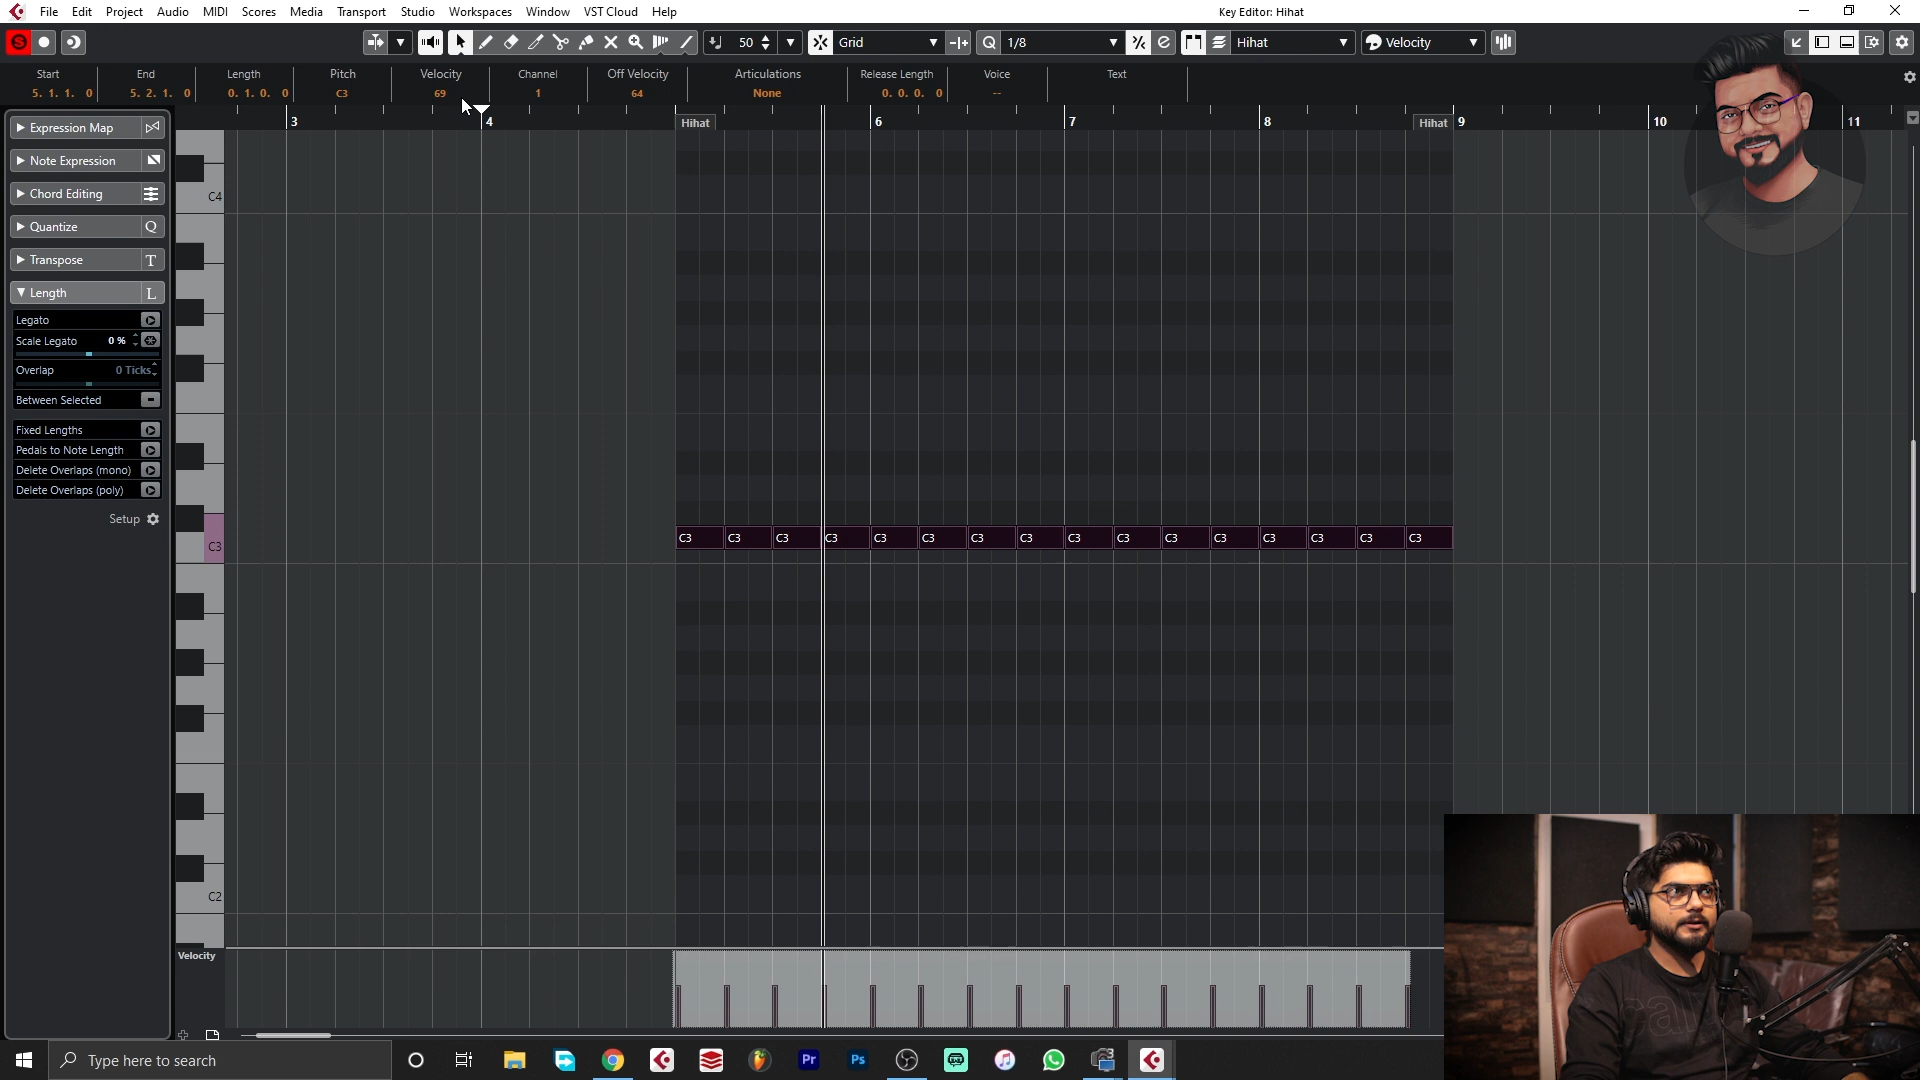 File Edit Project Audio MIDI Scores Media Transport Studio Workspaces Window VST Cloud Help Key Editor: Hihat
50 Grid Q 1/8 Hihat Velocity
Start End Length Pitch Velocity Channel Off Velocity Articulations Release Length Voice Text
5. 1. 1. 0 5. 2. 1. 0 0. 1. 0. 0 C3 69 1 64 None 0. 0. 0. 0 --
3 4 Hihat 6 7 8 Hihat 9 10 11
Expression Map
Note Expression
Chord Editing
C4
Quantize Q
Transpose T
Length L
Legato
Scale Legato 0 %
Overlap 0 Ticks
Between Selected
Fixed Lengths
Pedals to Note Length
Delete Overlaps (mono)
Delete Overlaps (poly)
Setup
C3 C3 C3 C3 C3 C3 C3 C3 C3 C3 C3 C3 C3 C3 C3 C3
C3
C2
Velocity
Type here to search Pr Ps